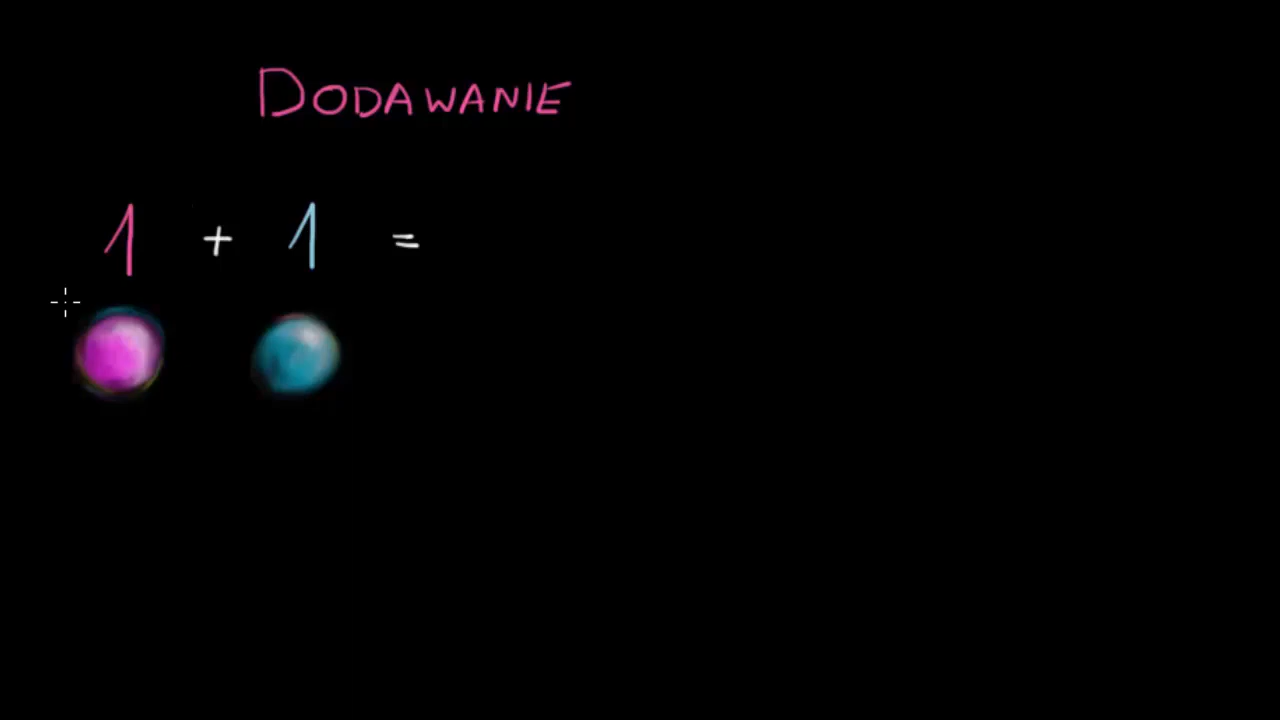 DODAWANIE
1 + 1 =